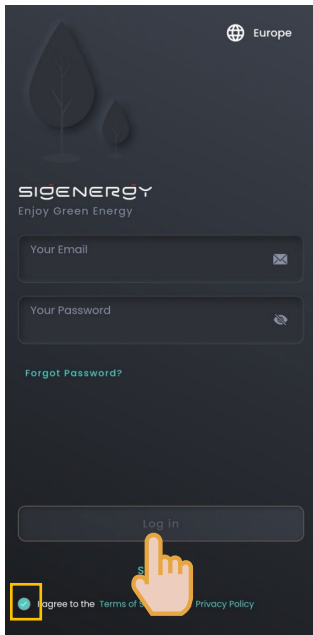 Europe
SIGENERGY
Enjoy Green Energy
Your Email
Your Password
Forgot Password?
Log in
I agree to the Terms of Privacy Policy